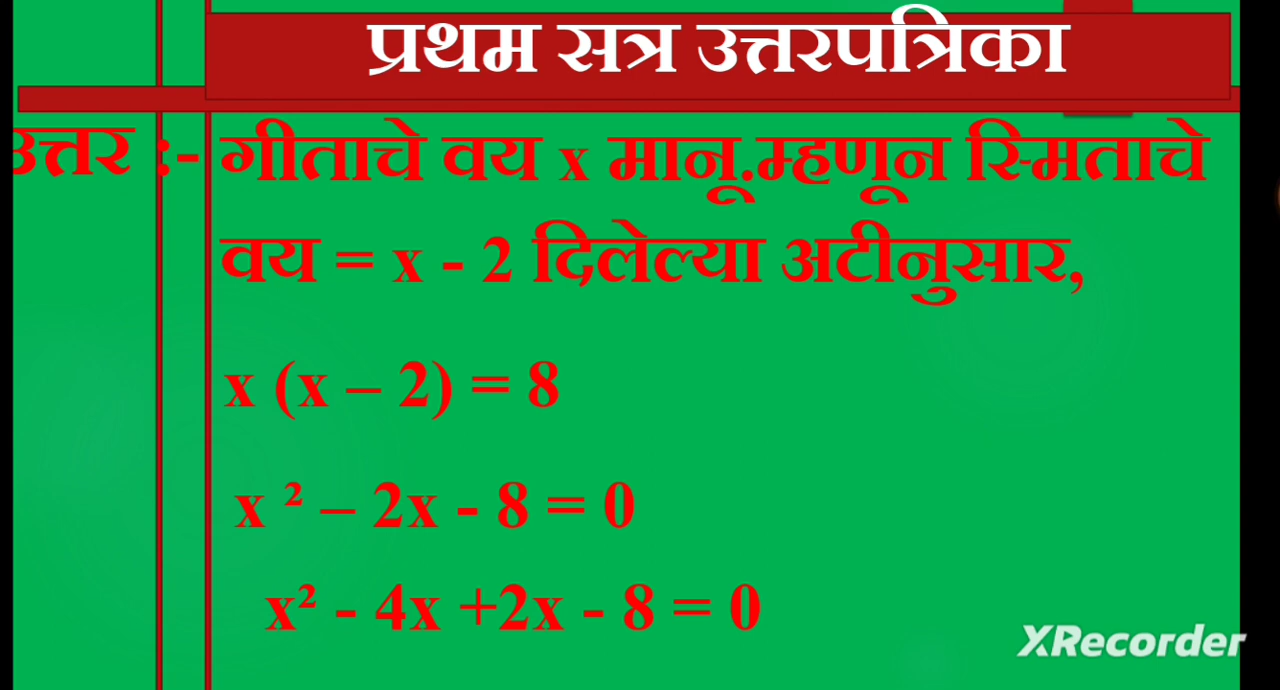 प्रथम सत्र उत्तरपत्रिका
उत्तर :- गीताचे वय x मानू.म्हणून स्मिताचे
वय = x - 2 दिलेल्या अटीनुसार,
x (x – 2) = 8
x ² – 2x - 8 = 0
x² - 4x +2x - 8 = 0
XRecorder